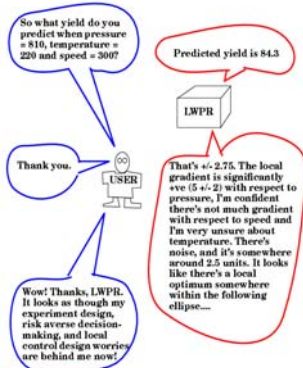 So what yield do you
predict when pressure
= 810, temperature =
220 and speed = 300?
Predicted yield is 84.3
LWPR
Thank you.
USER
That's +/- 2.75. The local
gradient is significantly
+ve (5 +/- 2) with respect to
pressure, I'm confident
there's not much gradient
with respect to speed and
I'm very unsure about
temperature. There's
noise, and it's somewhere
around 2.5 units. It looks
like there's a local
optimum somewhere
within the following
ellipse....
Wow! Thanks, LWPR.
It looks as though my
experiment design,
risk averse decision-
making, and local
control design worries
are behind me now!